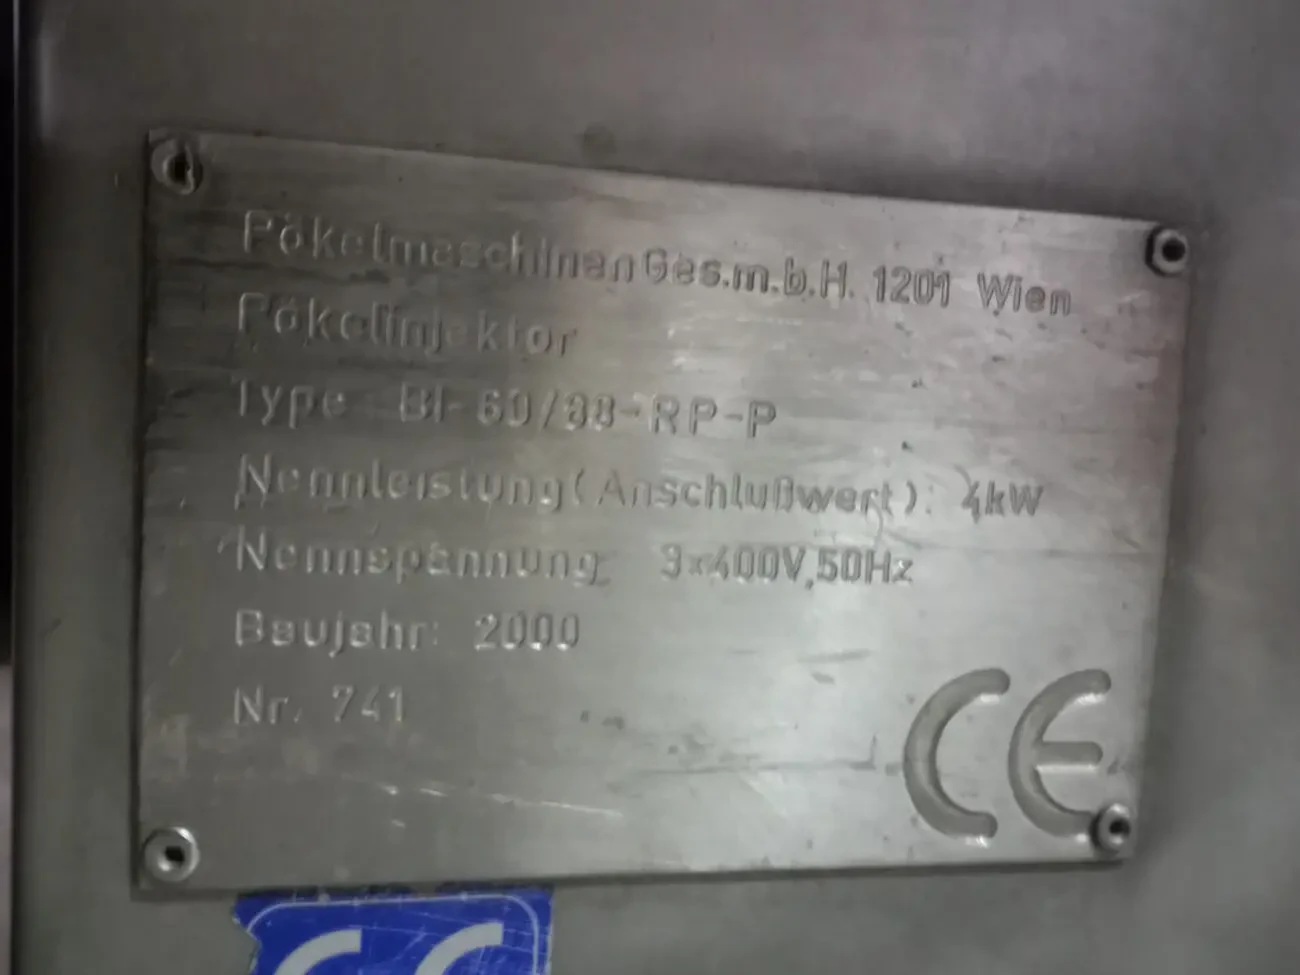 Pökelmaschinen Ges.m.b.H. 1201 Wien
Pökelinjektor
Type BI-60/88-RP-P
Nennleistung (Anschlußwert): 4kW
Nennspannung 3x400V, 50Hz
Baujahr: 2000
Nr. 741
CE